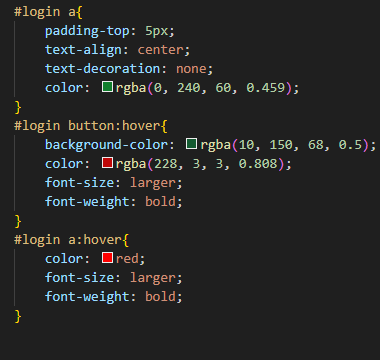 #login a{
padding-top: 5px;
text-align: center;
text-decoration: none;
color: rgba(0, 240, 60, 0.459);
}
#login button:hover{
background-color: rgba(10, 150, 68, 0.5);
color: rgba(228, 3, 3, 0.808);
font-size: larger;
font-weight: bold;
}
#login a:hover{
color: red;
font-size: larger;
font-weight: bold;
}